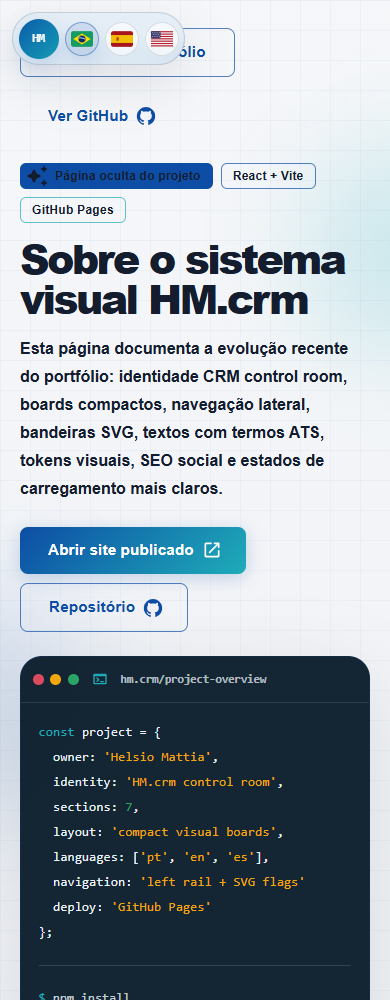 HM
Ver GitHub
Página oculta do projeto
React + Vite
GitHub Pages
Sobre o sistema
visual HM.crm
Esta página documenta a evolução recente
do portfólio: identidade CRM control room,
boards compactos, navegação lateral,
bandeiras SVG, textos com termos ATS,
tokens visuais, SEO social e estados de
carregamento mais claros.
Abrir site publicado
Repositório
hm.crm/project-overview
const project = {
owner: 'Helsio Mattia',
identity: 'HM.crm control room',
sections: 7,
layout: 'compact visual boards',
languages: ['pt', 'en', 'es'],
navigation: 'left rail + SVG flags'
deploy: 'GitHub Pages'
};
$ npm install